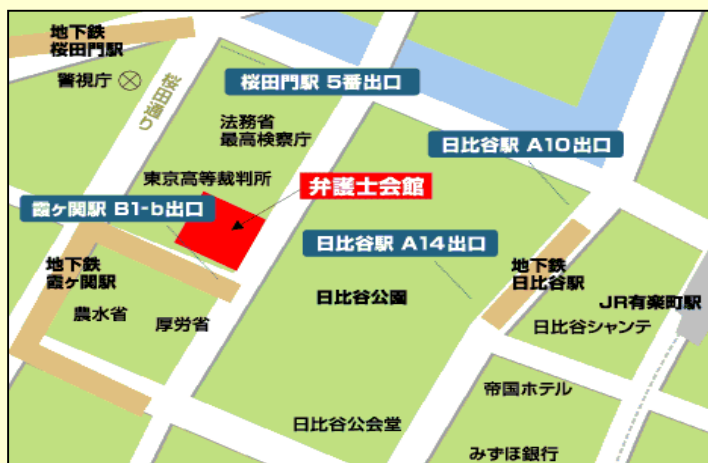 地下鉄
桜田門駅
警視庁
桜田通り
桜田門駅 5番出口
法務省
最高検察庁
日比谷駅 A10出口
東京高等裁判所
弁護士会館
霞ヶ関駅 B1-b出口
日比谷駅 A14出口
地下鉄
霞ヶ関駅
地下鉄
日比谷駅
農水省
厚労省
日比谷公園
JR有楽町駅
日比谷シャンテ
帝国ホテル
日比谷公会堂
みずほ銀行